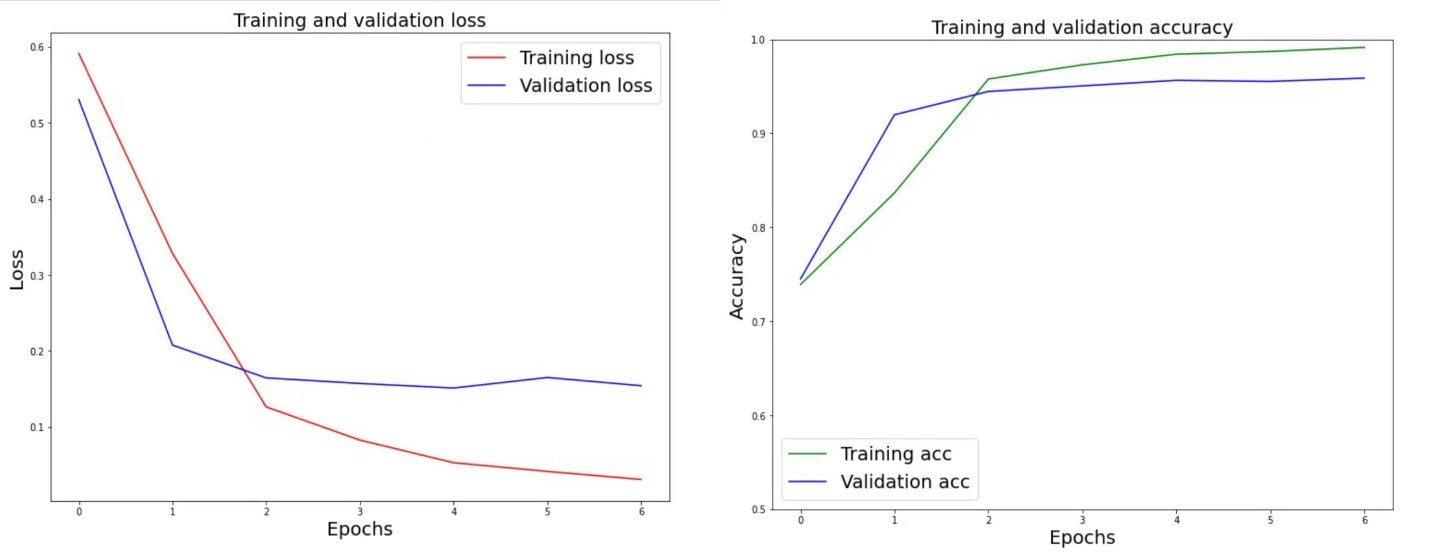 Training and validation loss
0.6
0.5
0.4
0.3
0.2
0.1
Loss
Training loss
Validation loss
0 1 2 3 4 5 6
Epochs
Training and validation accuracy
1.0
0.9
0.8
0.7
0.6
0.5
Accuracy
Training acc
Validation acc
0 1 2 3 4 5 6
Epochs